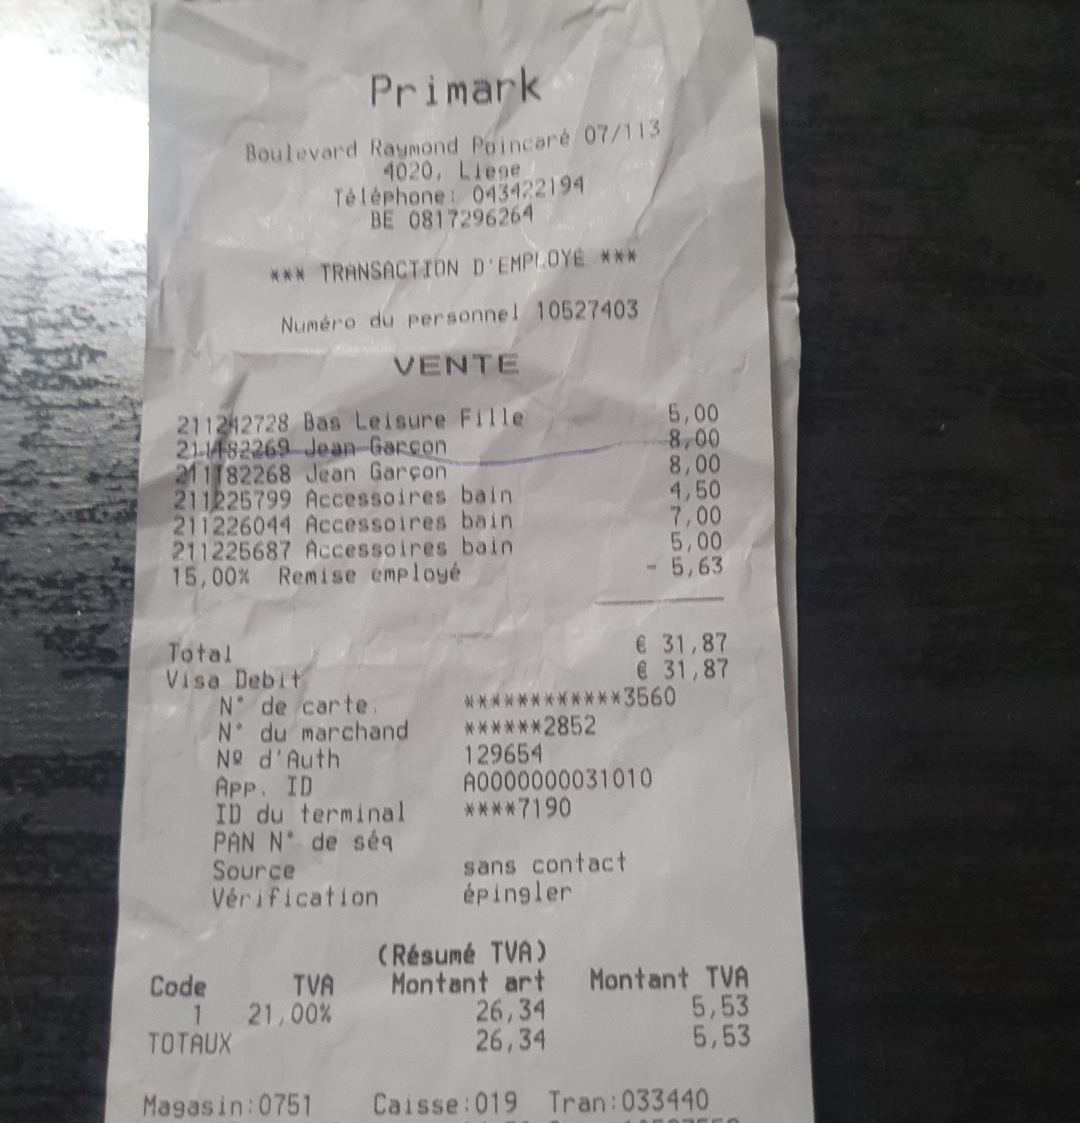 Primark
Boulevard Raymond Poincaré 07/113
4020, Liege
Téléphone: 043422194
BE 0817296264
*** TRANSACTION D'EMPLOYÉ ***
Numéro du personnel 10527403
VENTE
211242728 Bas Leisure Fille 5,00
211182269 Jean Garçon 8,00
211182268 Jean Garçon 8,00
211225799 Accessoires bain 4,50
211226044 Accessoires bain 7,00
211225687 Accessoires bain 5,00
15,00% Remise employé - 5,63
Total € 31,87
Visa Debit € 31,87
N° de carte. ************3560
N° du marchand ******2852
Nº d'Auth 129654
App. ID A0000000031010
ID du terminal ****7190
PAN N° de séq
Source sans contact
Vérification épingler
(Résumé TVA)
Code TVA Montant art Montant TVA
1 21,00% 26,34 5,53
TOTAUX 26,34 5,53
Magasin:0751 Caisse:019 Tran:033440